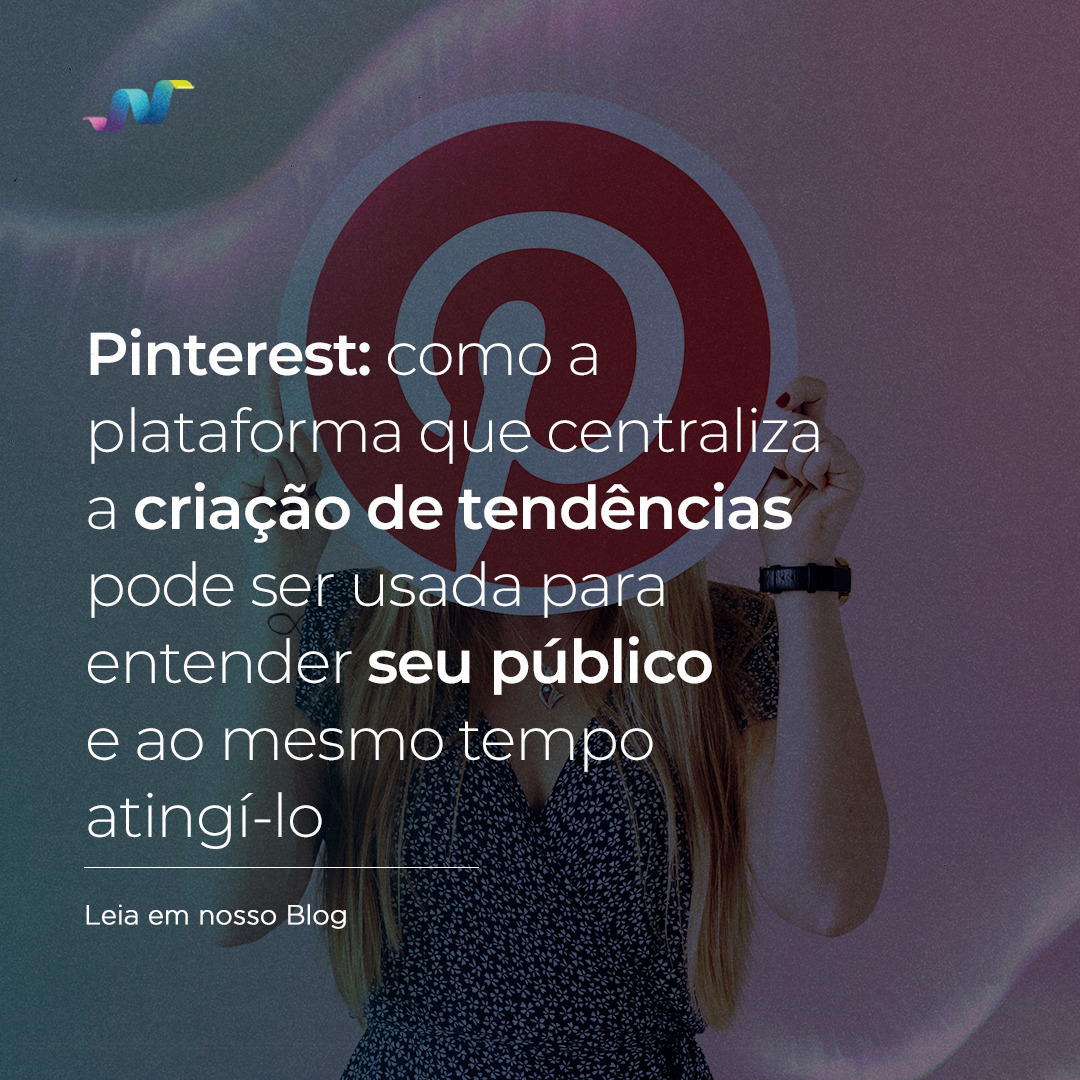 Pinterest: como a
plataforma que centraliza
a criação de tendências
pode ser usada para
entender seu público
e ao mesmo tempo
atingí-lo
Leia em nosso Blog